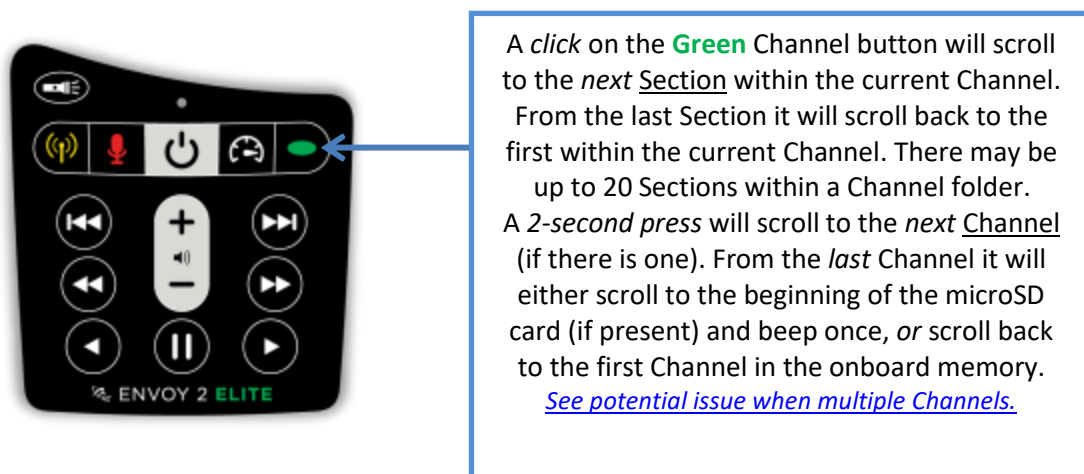 A click on the Green Channel button will scroll
to the next Section within the current Channel.
From the last Section it will scroll back to the
first within the current Channel. There may be
up to 20 Sections within a Channel folder.
A 2-second press will scroll to the next Channel
(if there is one). From the last Channel it will
either scroll to the beginning of the microSD
card (if present) and beep once, or scroll back
to the first Channel in the onboard memory.
See potential issue when multiple Channels.
ENVOY 2 ELITE